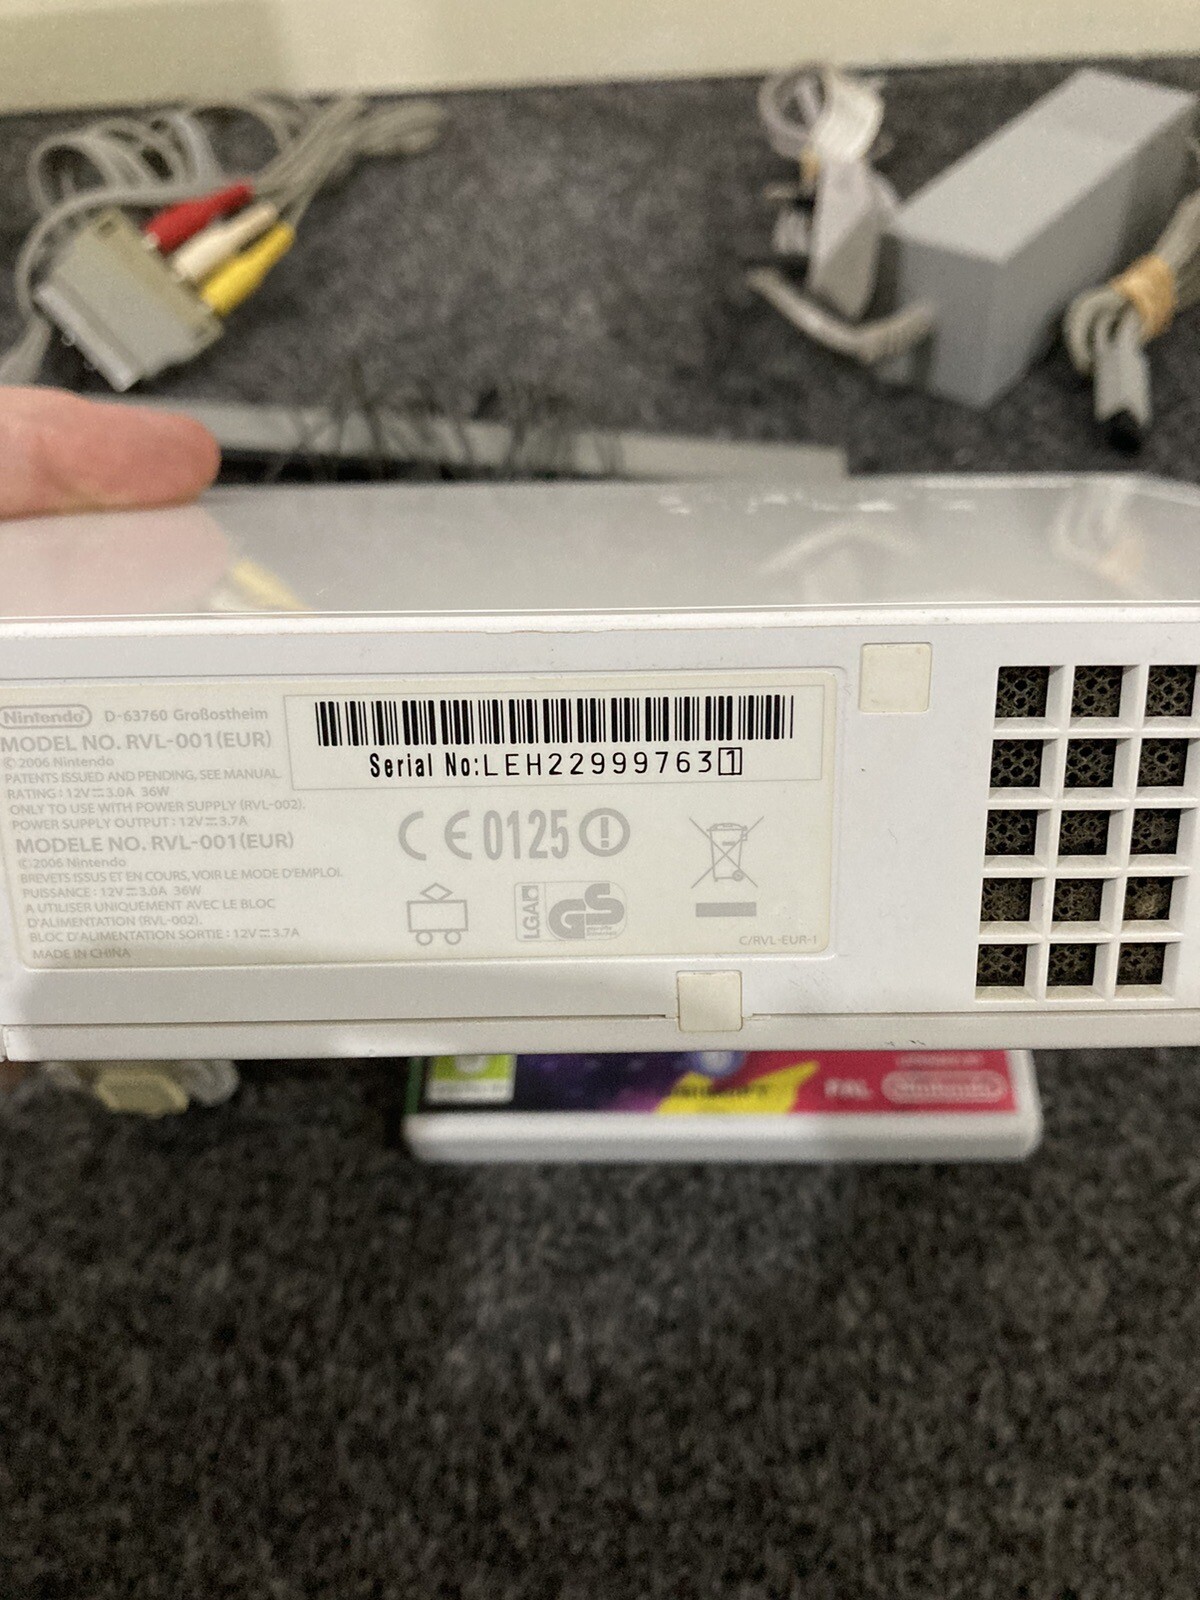 Nintendo D-63760 Großostheim
MODEL NO. RVL-001(EUR)
©2006 Nintendo
PATENTS ISSUED AND PENDING, SEE MANUAL.
RATING : 12V⎓3.0A 36W
ONLY TO USE WITH POWER SUPPLY (RVL-002).
POWER SUPPLY OUTPUT : 12V⎓3.7A
MODELE NO. RVL-001(EUR)
©2006 Nintendo
BREVETS ISSUS ET EN COURS, VOIR LE MODE D'EMPLOI.
PUISSANCE : 12V⎓3.0A 36W
A UTILISER UNIQUEMENT AVEC LE BLOC
D'ALIMENTATION (RVL-002).
BLOC D'ALIMENTATION SORTIE : 12V⎓3.7A
MADE IN CHINA
Serial No:LEH229997631
CE0125
LGA
GS
C/RVL-EUR-1
PAL
Nintendo